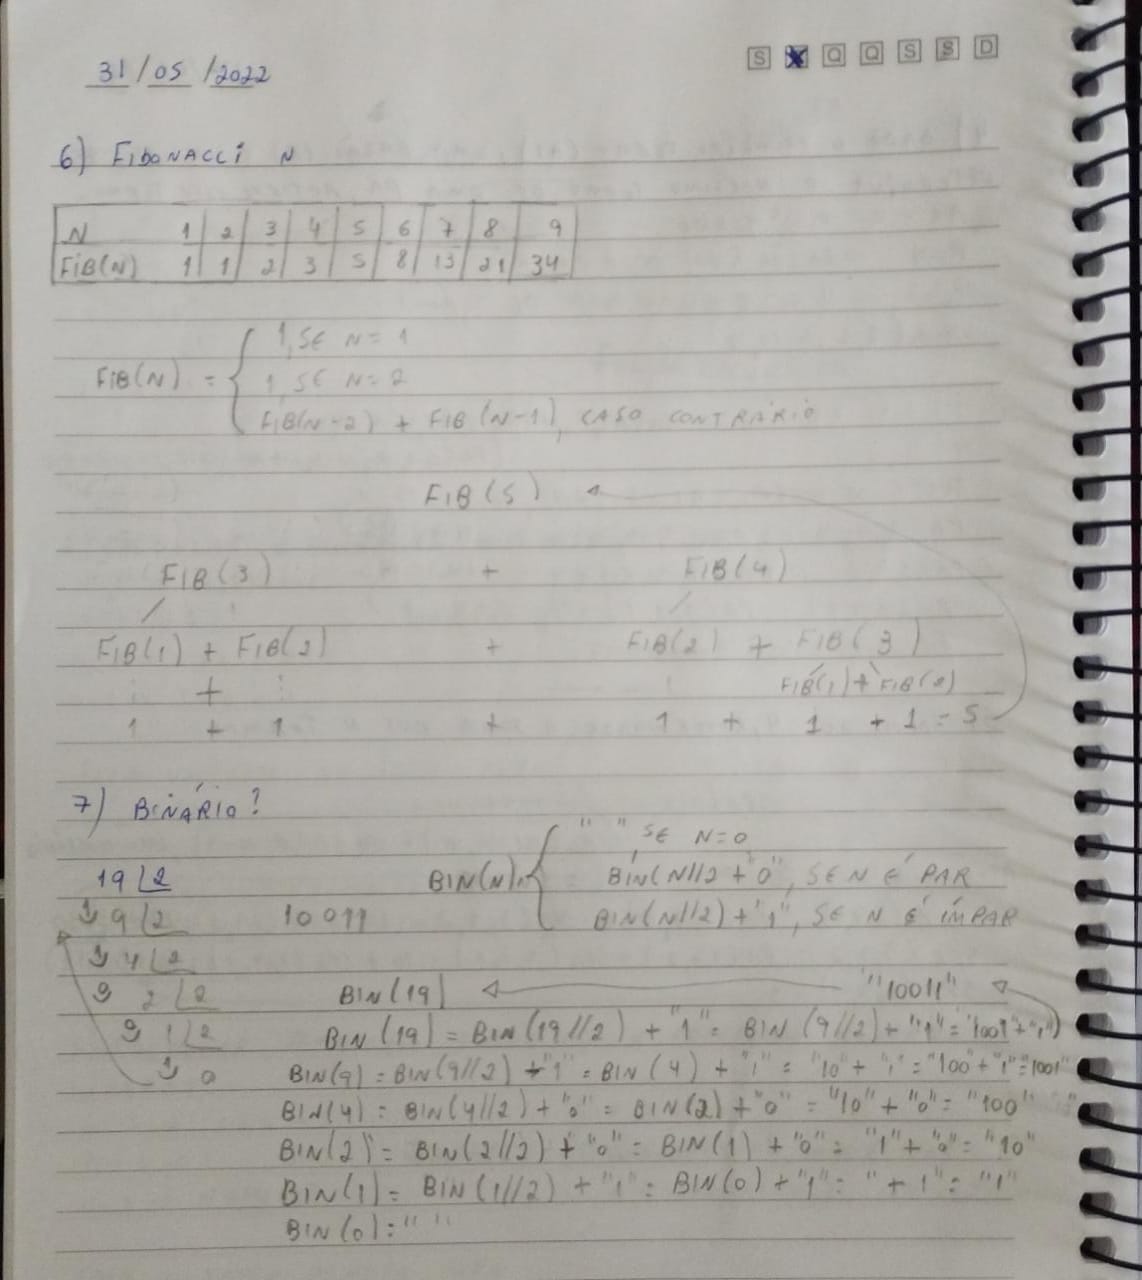 31/05/2022
S Q Q S S D
6) FIBONACCI N
N 1 2 3 4 5 6 7 8 9
FIB(N) 1 1 2 3 5 8 13 21 34
1, SE N=1
FIB(N) = { 1, SE N=2
FIB(N-2) + FIB(N-1), CASO CONTRÁRIO
FIB(5)
FIB(3) + FIB(4)
FIB(1) + FIB(2) + FIB(2) + FIB(3)
+ FIB(1)+FIB(2)
1 + 1 + 1 + 1 + 1 = 5
7) BINÁRIO?
" ", SE N=0
19 |2 BIN(N) { BIN(N//2 + "0", SE N É PAR
1 9 |2 10011 BIN(N//2) + "1", SE N É ÍMPAR
1 4 |2
0 2 |2 BIN(19) "10011"
0 1 |2 BIN(19) = BIN(19//2) + "1" = BIN(9//2) + "1" = "1001" + "1"
1 0 BIN(9) = BIN(9//2) + "1" = BIN(4) + "1" = "10" + "1" = "100" + "1" = "1001"
BIN(4) = BIN(4//2) + "0" = BIN(2) + "0" = "10" + "0" = "100"
BIN(2) = BIN(2//2) + "0" = BIN(1) + "0" = "1" + "0" = "10"
BIN(1) = BIN(1//2) + "1" = BIN(0) + "1" = " + 1" = "1"
BIN(0) = " "